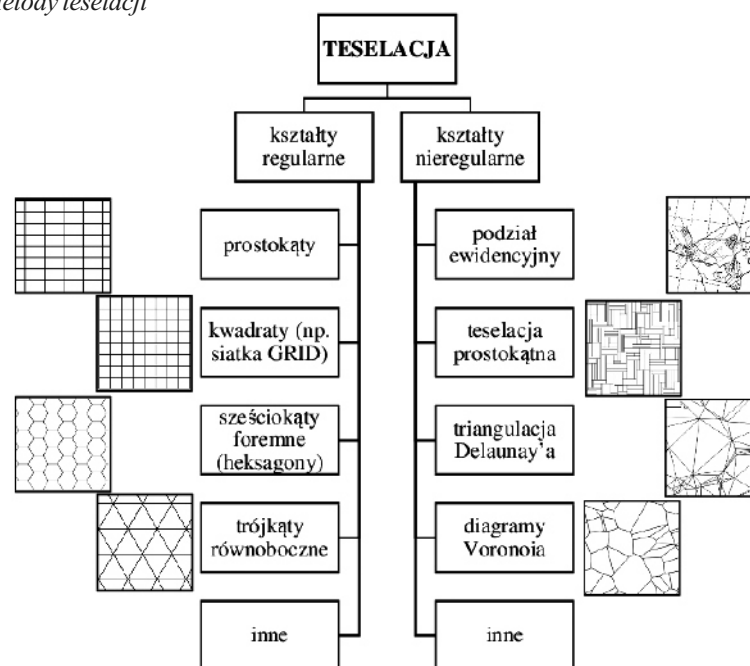 metody teselacji
TESELACJA
kształty
regularne
kształty
nieregularne
prostokąty
podział
ewidencyjny
kwadraty (np.
siatka GRID)
teselacja
prostokątna
sześciokąty
foremne
(heksagony)
triangulacja
Delaunay'a
trójkąty
równoboczne
diagramy
Voronoia
inne
inne